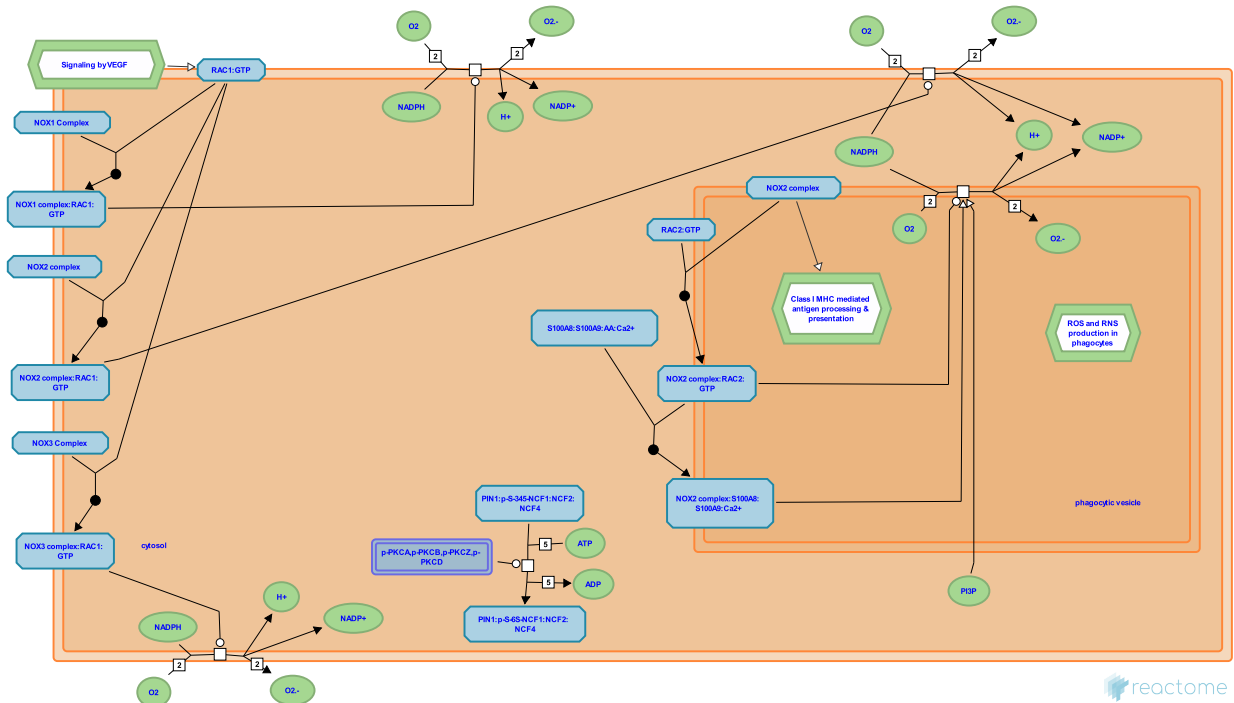 O2
O2.-
O2
O2.-
Signaling by VEGF
RAC1:GTP
2
2
2
2
NADPH
H+
NADP+
NOX1 Complex
H+
NADP+
NADPH
NOX1 complex:RAC1:
GTP
NOX2 complex
2
2
O2
O2.-
RAC2:GTP
NOX2 complex
Class I MHC mediated
antigen processing &
presentation
S100A8:S100A9:AA:Ca2+
ROS and RNS
production in
phagocytes
NOX2 complex:RAC1:
GTP
NOX2 complex:RAC2:
GTP
NOX3 Complex
PIN1:p-S-345-NCF1:NCF2:
NCF4
NOX2 complex:S100A8:
S100A9:Ca2+
phagocytic vesicle
NOX3 complex:RAC1:
GTP
cytosol
p-PKCA,p-PKCB,p-PKCZ,p-
PKCD
5
ATP
5
ADP
PI3P
H+
NADPH
NADP+
PIN1:p-S-6S-NCF1:NCF2:
NCF4
2
2
O2
O2.-
reactome